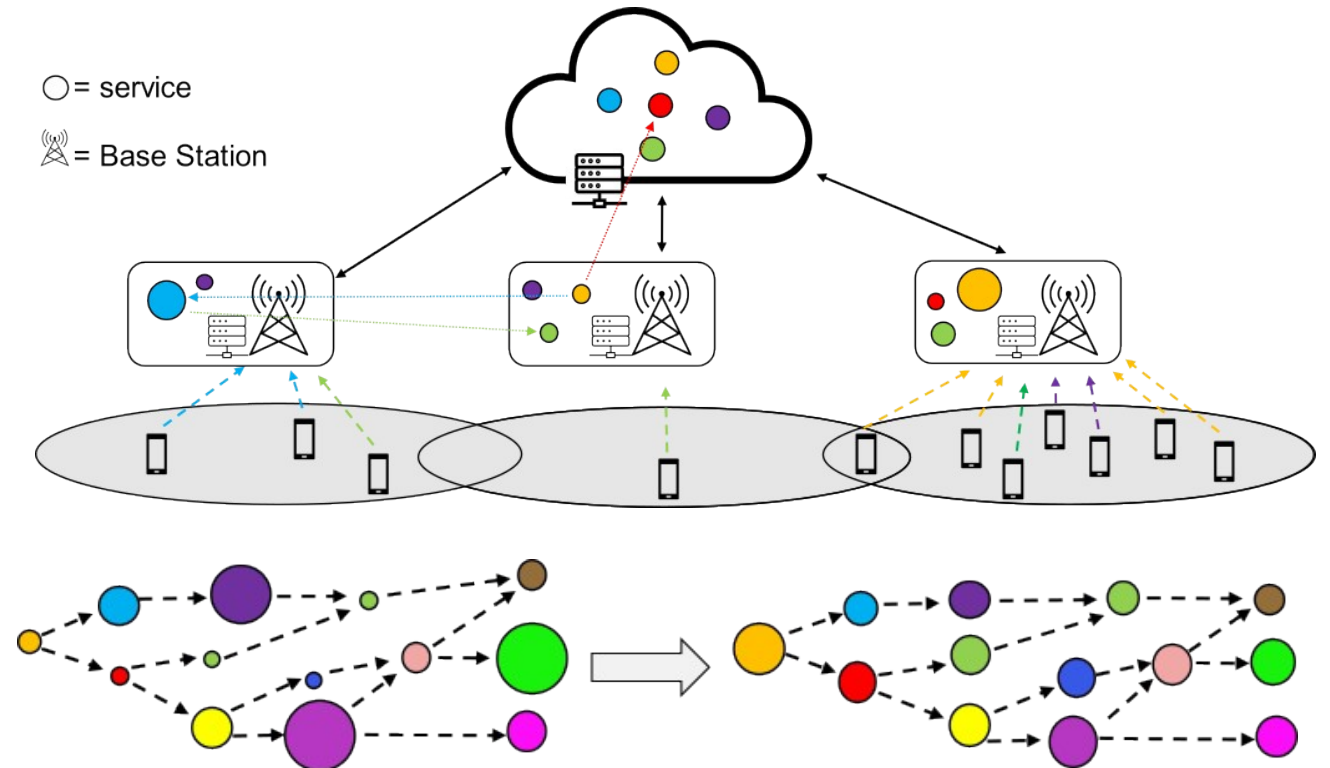 = service
= Base Station